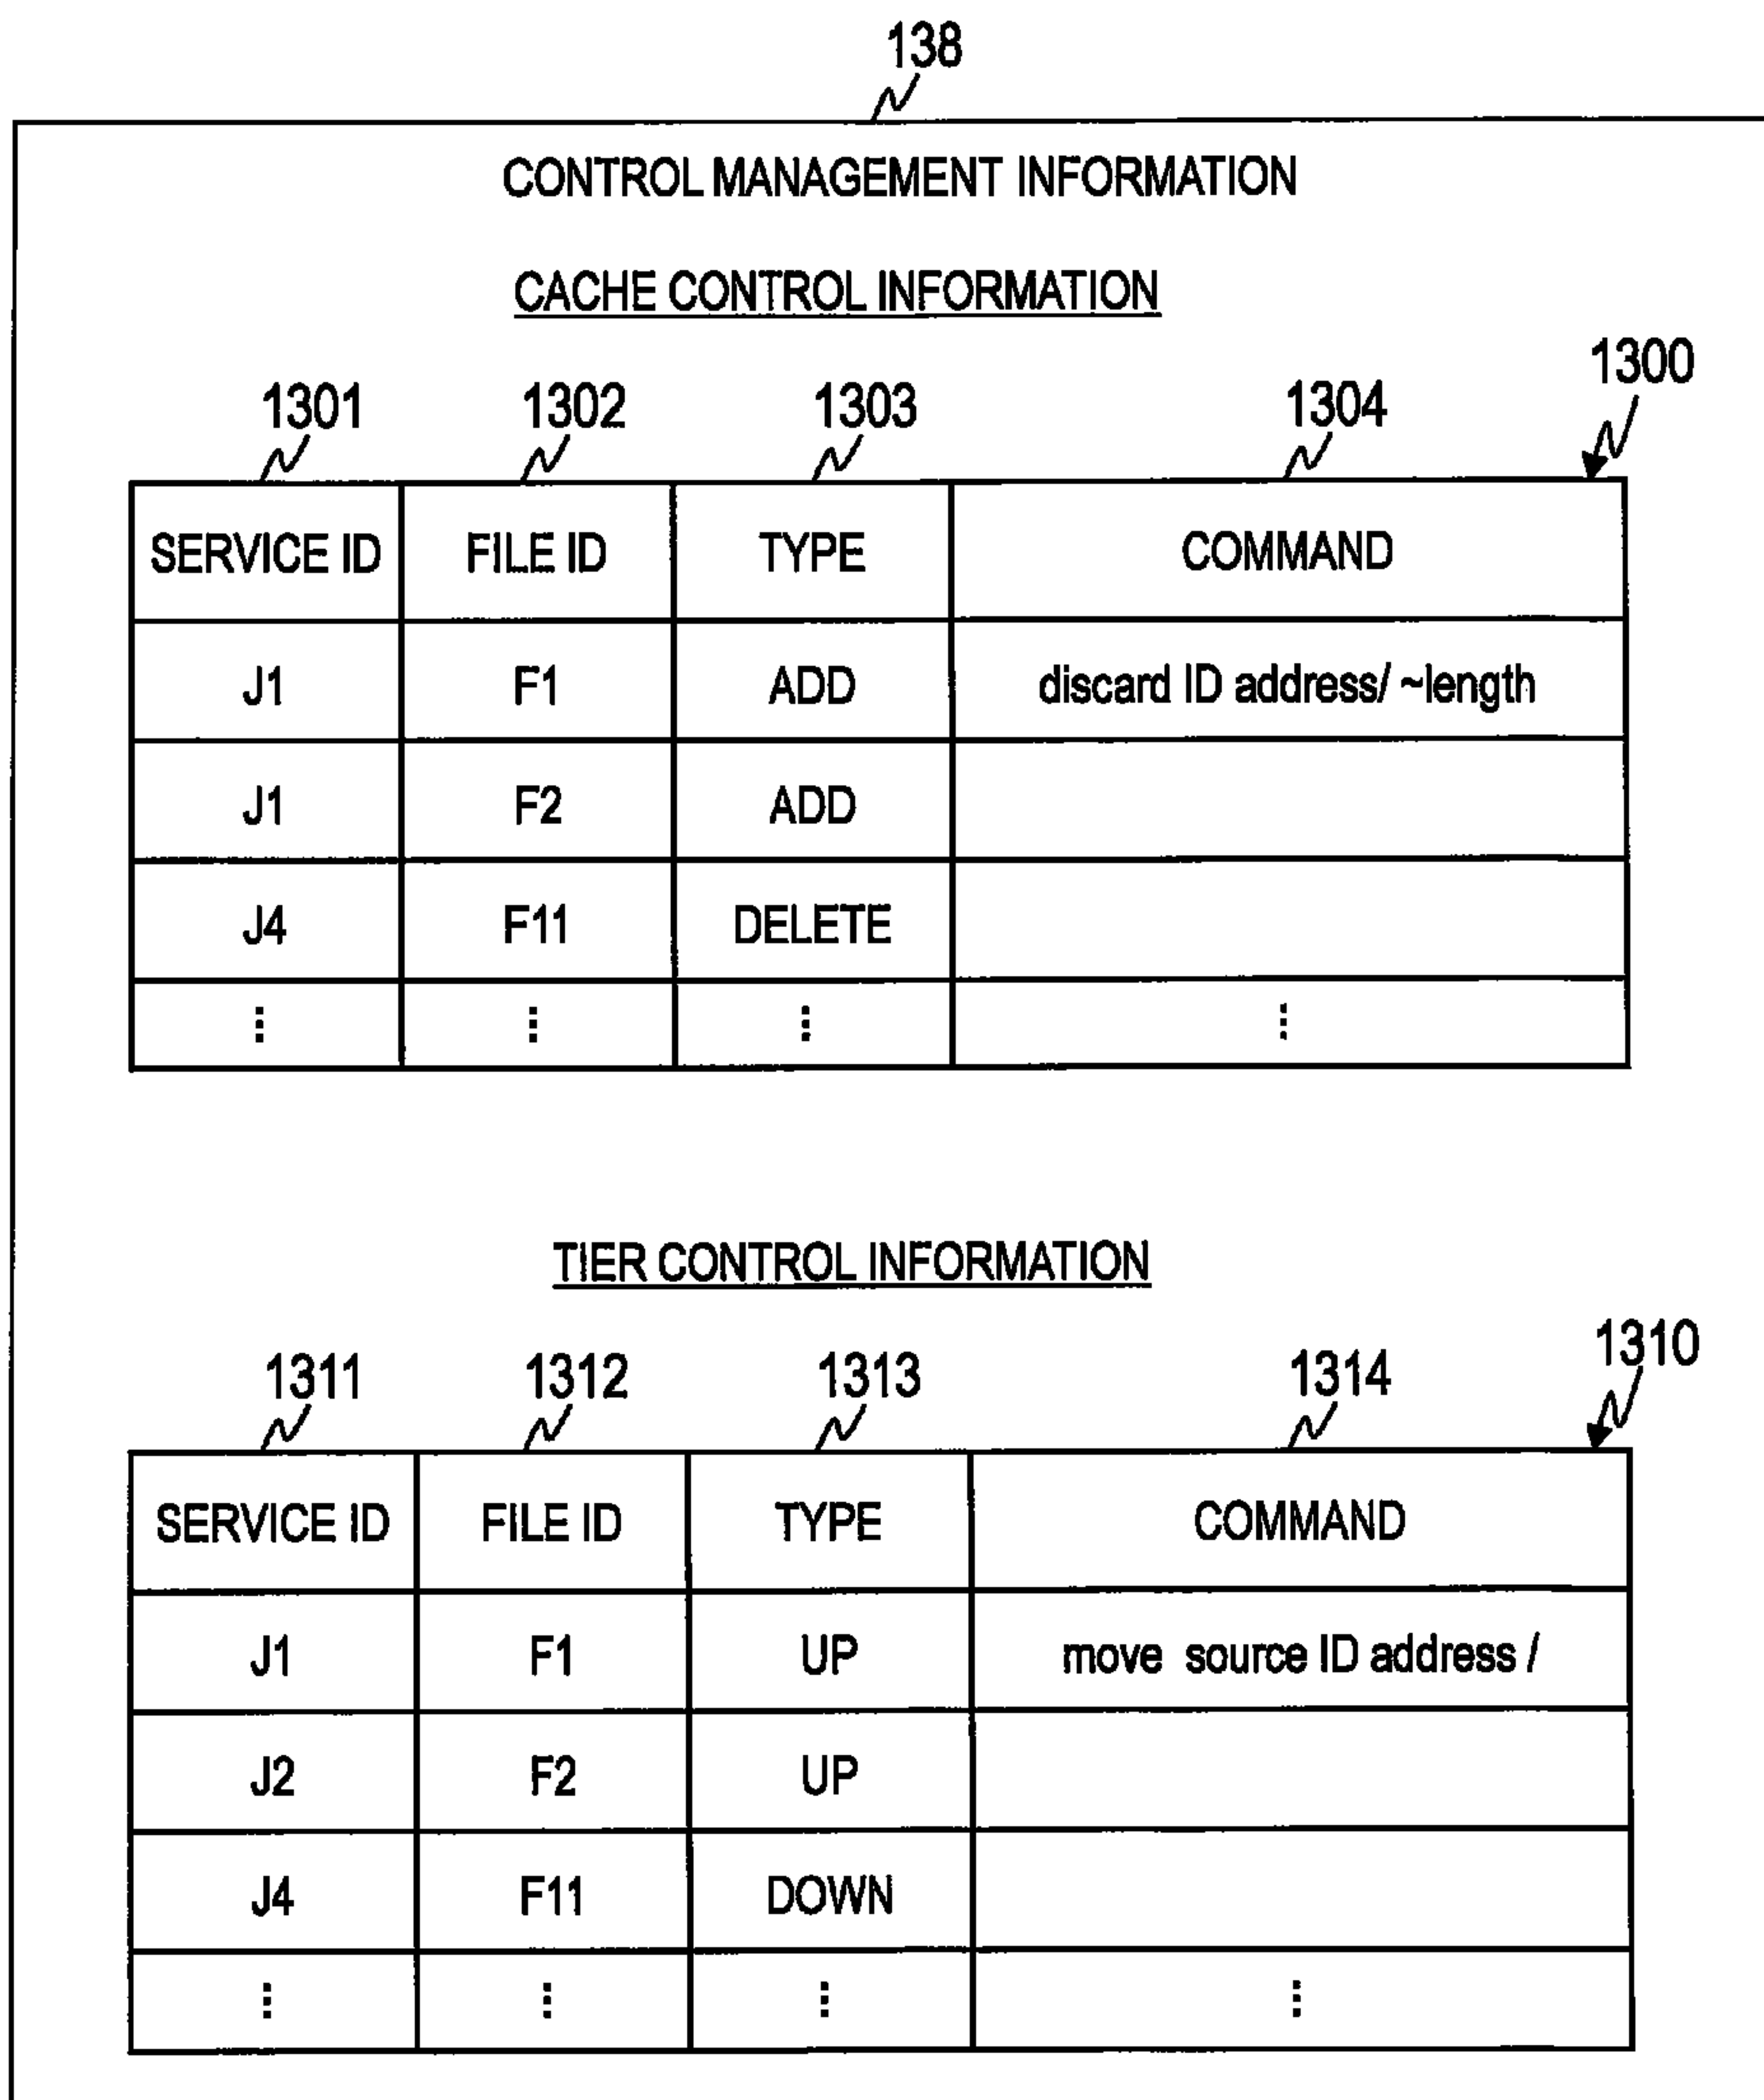 138
CONTROL MANAGEMENT INFORMATION
CACHE CONTROL INFORMATION
1300
1301 1302 1303 1304
SERVICE ID FILE ID TYPE COMMAND
J1 F1 ADD discard ID address/ ~length
J1 F2 ADD
J4 F11 DELETE
⋮ ⋮ ⋮ ⋮
TIER CONTROL INFORMATION
1310
1311 1312 1313 1314
SERVICE ID FILE ID TYPE COMMAND
J1 F1 UP move source ID address /
J2 F2 UP
J4 F11 DOWN
⋮ ⋮ ⋮ ⋮